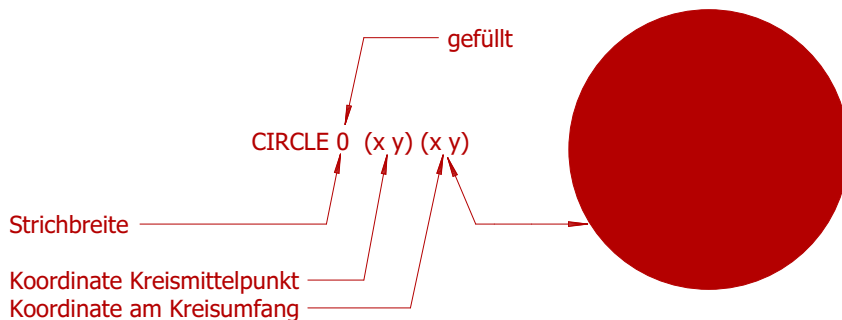 gefüllt
CIRCLE 0 (x y) (x y)
Strichbreite
Koordinate Kreismittelpunkt
Koordinate am Kreisumfang